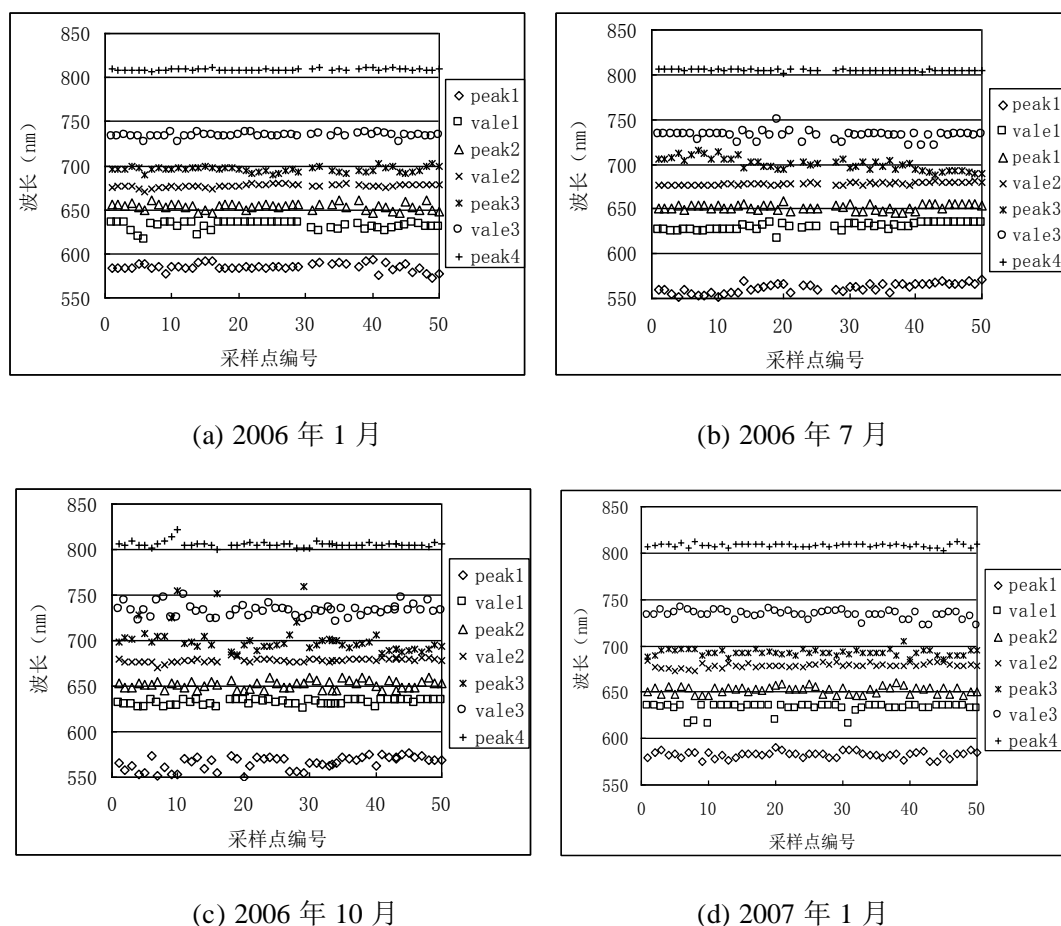 850
800
750
700
650
600
550
波长（nm）
0 10 20 30 40 50
采样点编号
peak1
vale1
peak2
vale2
peak3
vale3
peak4
(a) 2006 年 1 月
850
800
750
700
650
600
550
波长（nm）
0 10 20 30 40 50
采样点编号
peak1
vale1
peak1
vale2
peak3
vale3
peak4
(b) 2006 年 7 月
850
800
750
700
650
600
550
波长（nm）
0 10 20 30 40 50
采样点编号
peak1
vale1
peak2
vale2
peak3
vale3
peak4
(c) 2006 年 10 月
850
800
750
700
650
600
550
波长（nm）
0 10 20 30 40 50
采样点编号
peak1
vale1
peak2
vale2
peak3
vale3
peak4
(d) 2007 年 1 月